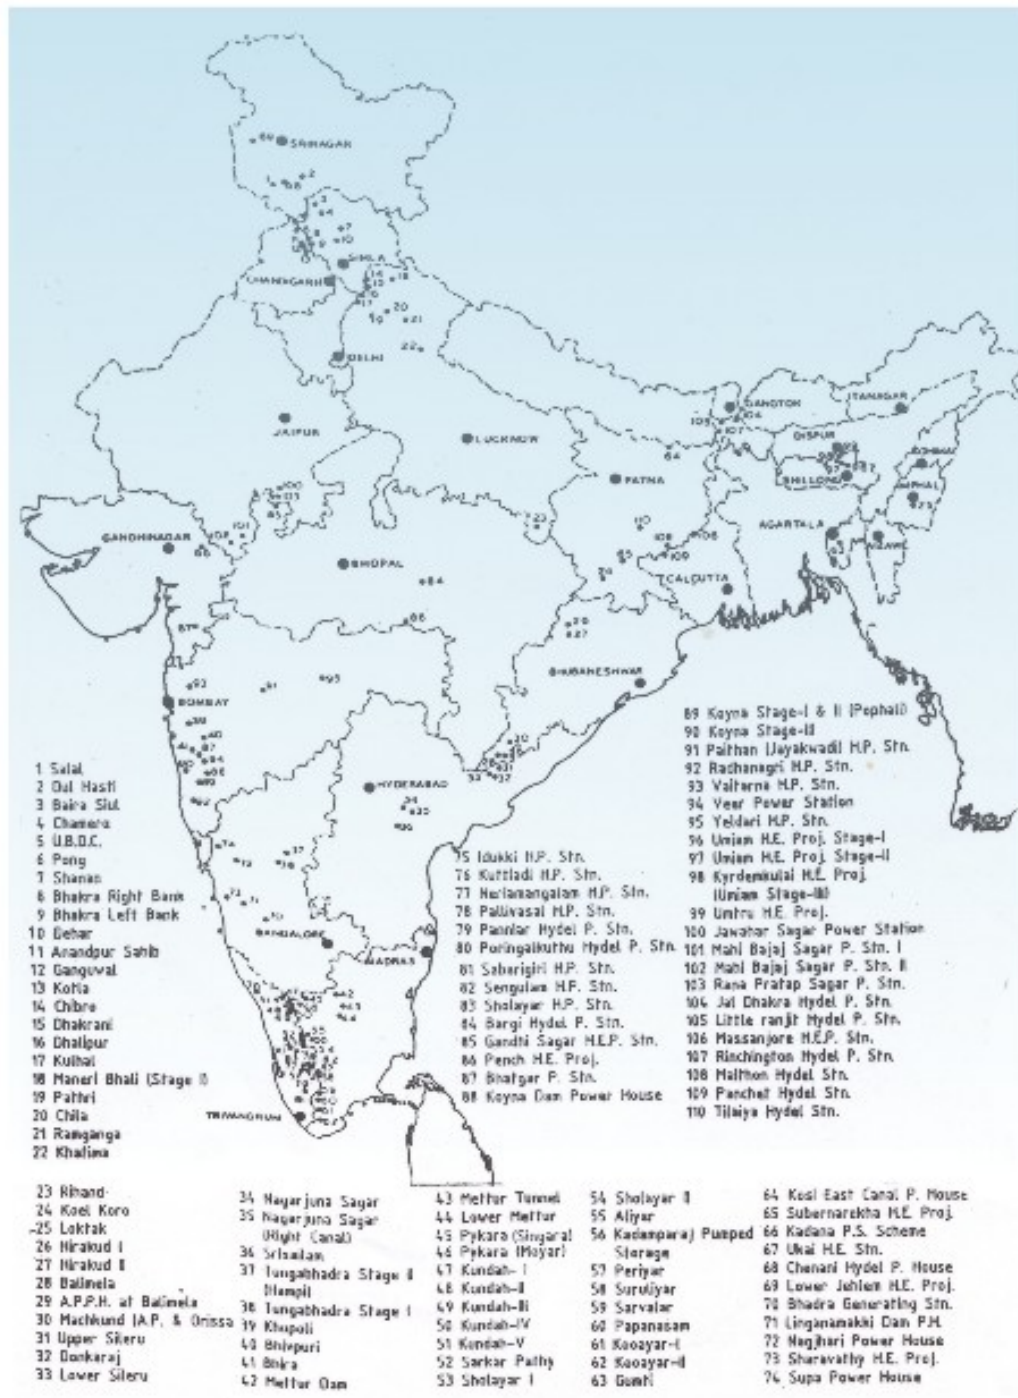 69
SRINAGAR
SIMLA
CHANDIGARH
DELHI
JAIPUR
LUCKNOW
GANGTOK
ITANAGAR
DISPUR
SHILLONG
PATNA
AGARTALA
GANDHINAGAR
BHOPAL
CALCUTTA
BHUBANESHWAR
BOMBAY
HYDERABAD
BANGALORE
MADRAS
TRIVANDRUM
1 Salal
2 Dul Hasti
3 Baira Siul
4 Chamera
5 U.B.D.C.
6 Pong
7 Shanan
8 Bhakra Right Bank
9 Bhakra Left Bank
10 Dehar
11 Anandpur Sahib
12 Ganguwal
13 Kotla
14 Chibro
15 Dhakrani
16 Dhalipur
17 Kulhal
18 Maneri Bhali (Stage I)
19 Pathri
20 Chila
21 Ramganga
22 Khatima
23 Rihand
24 Koel Koro
25 Loktak
26 Hirakud I
27 Hirakud II
28 Balimela
29 A.P.P.H. at Balimela
30 Machkund (A.P. & Orissa
31 Upper Sileru
32 Donkaraj
33 Lower Sileru
34 Nagarjuna Sagar
35 Nagarjuna Sagar
(Right Canal)
36 Srisailam
37 Tungabhadra Stage II
(Hampi)
38 Tungabhadra Stage I
39 Khopoli
40 Bhivpuri
41 Bhira
42 Mettur Dam
43 Mettur Tunnel
44 Lower Mettur
45 Pykara (Singara)
46 Pykara (Moyar)
47 Kundah-I
48 Kundah-II
49 Kundah-III
50 Kundah-IV
51 Kundah-V
52 Sarkar Pathy
53 Sholayar I
54 Sholayar II
55 Aliyar
56 Kadamparai Pumped
Storage
57 Periyar
58 Suruliyar
59 Sarvalar
60 Papanasam
61 Kodayar-I
62 Kodayar-II
63 Gumti
64 Kosi East Canal P. House
65 Subernarekha H.E. Proj.
66 Kadana P.S. Scheme
67 Ukai H.E. Stn.
68 Chenani Hydel P. House
69 Lower Jehlem H.E. Proj.
70 Bhadra Generating Stn.
71 Linganamakki Dam P.H.
72 Nagjhari Power House
73 Sharavathy H.E. Proj.
74 Supa Power House
75 Idukki H.P. Stn.
76 Kuttiadi H.P. Stn.
77 Neriamangalam H.P. Stn.
78 Pallivasal H.P. Stn.
79 Panniar Hydel P. Stn.
80 Poringalkuthu Hydel P. Stn.
81 Sabarigiri H.P. Stn.
82 Sengulam H.P. Stn.
83 Sholayar H.P. Stn.
84 Bargi Hydel P. Stn.
85 Gandhi Sagar H.E.P. Stn.
86 Pench H.E. Proj.
87 Bhatgar P. Stn.
88 Koyna Dam Power House
89 Koyna Stage-I & II (Pophali)
90 Koyna Stage-III
91 Paithan (Jayakwadi) H.P. Stn.
92 Radhanagri H.P. Stn.
93 Vaitarna H.P. Stn.
94 Veer Power Station
95 Yeldari H.P. Stn.
96 Umiam H.E. Proj. Stage-I
97 Umiam H.E. Proj. Stage-II
98 Kyrdemkulai H.E. Proj.
(Umiam Stage-III)
99 Umtru H.E. Proj.
100 Jawahar Sagar Power Station
101 Mahi Bajaj Sagar P. Stn. I
102 Mahi Bajaj Sagar P. Stn. II
103 Rana Pratap Sagar P. Stn.
104 Jal Dhakra Hydel P. Stn.
105 Little ranjit Hydel P. Stn.
106 Massanjore H.E.P. Stn.
107 Rinchington Hydel P. Stn.
108 Maithon Hydel Stn.
109 Panchet Hydel Stn.
110 Tilaiya Hydel Stn.